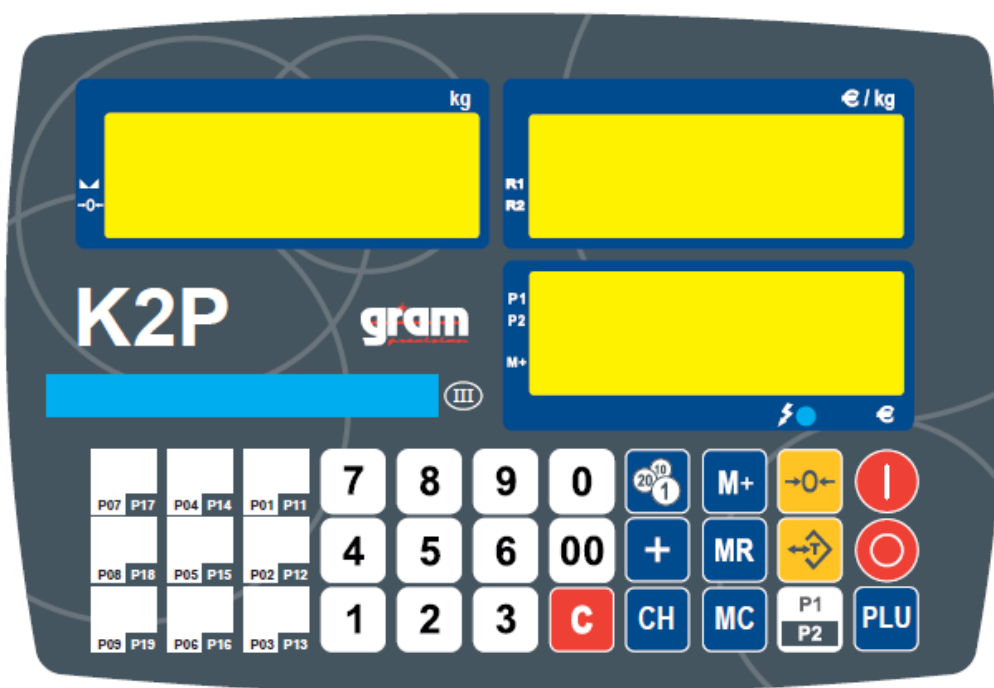 kg
€ / kg
R1
-0-
R2
K2P
gram
precision
P1
P2
M+
III
€
7 8 9 0 20 10 1 M+ →0←
P07 P17 P04 P14 P01 P11
4 5 6 00 + MR T
P08 P18 P05 P15 P02 P12
1 2 3 C CH MC P1 PLU
P2
P09 P19 P06 P16 P03 P13